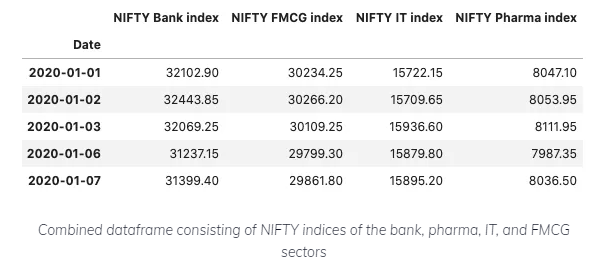 NIFTY Bank index NIFTY FMCG index NIFTY IT index NIFTY Pharma index
Date
2020-01-01 32102.90 30234.25 15722.15 8047.10
2020-01-02 32443.85 30266.20 15709.65 8053.95
2020-01-03 32069.25 30109.25 15936.60 8111.95
2020-01-06 31237.15 29799.30 15879.80 7987.35
2020-01-07 31399.40 29861.80 15895.20 8036.50
Combined dataframe consisting of NIFTY indices of the bank, pharma, IT, and FMCG
sectors